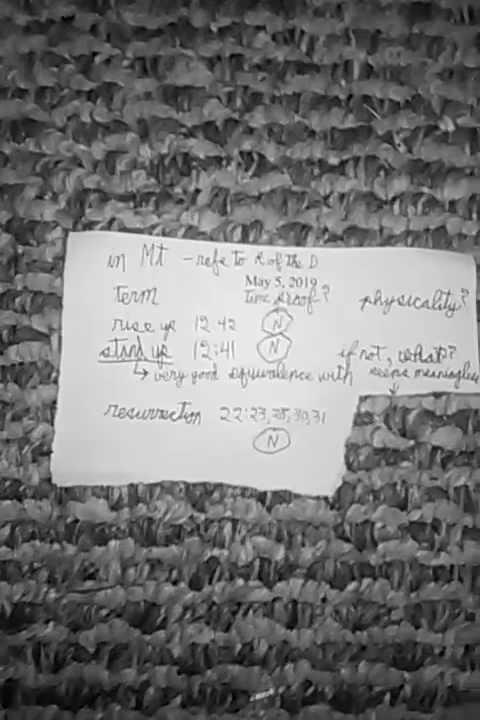 in Mt - refs to R of the D
May 5, 2019
term time proof? physicality?
rise up 12:42 N
stand up 12:41 N if not, what?
↳ very good equivalence with seems meaningless
resurrection 22:23,28,30,31
N